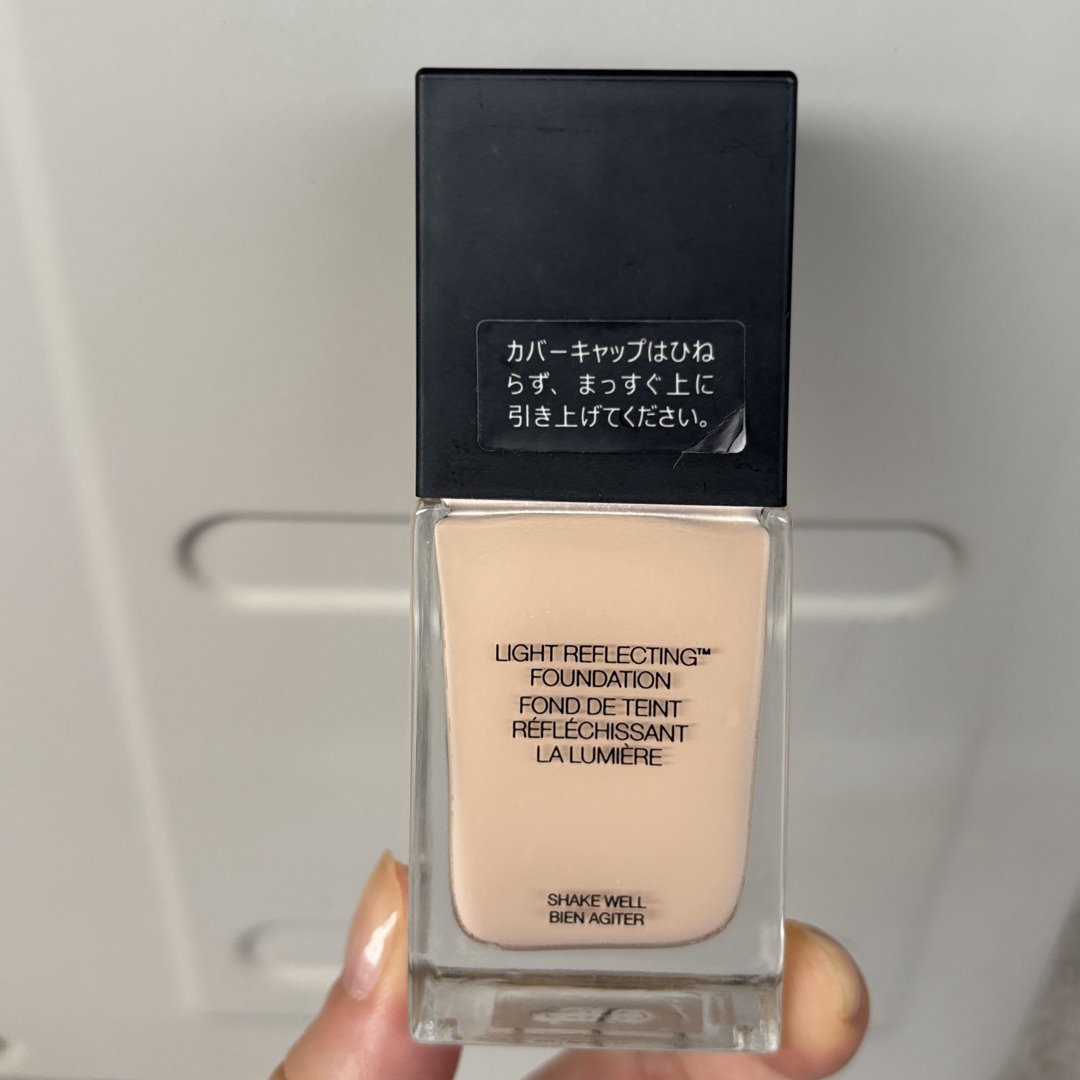 カバーキャップはひね
らず、まっすぐ上に
引き上げてください。
LIGHT REFLECTING™
FOUNDATION
FOND DE TEINT
RÉFLÉCHISSANT
LA LUMIÈRE
SHAKE WELL
BIEN AGITER